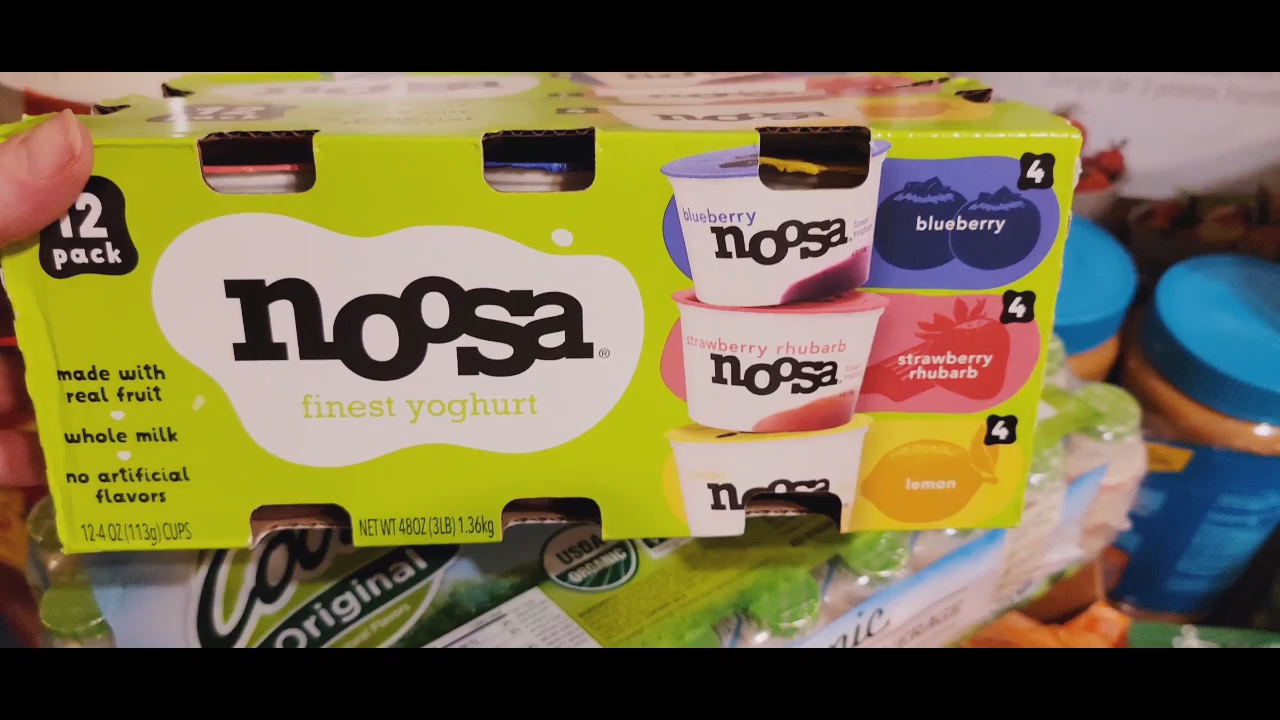 12
pack
noosa®
finest yoghurt
made with
real fruit
whole milk
no artificial
flavors
12-4 OZ (113g) CUPS
NET WT 48OZ (3LB) 1.36kg
blueberry
noosa
strawberry rhubarb
noosa
noosa
4
blueberry
4
strawberry
rhubarb
4
lemon
Original
USDA
ORGANIC